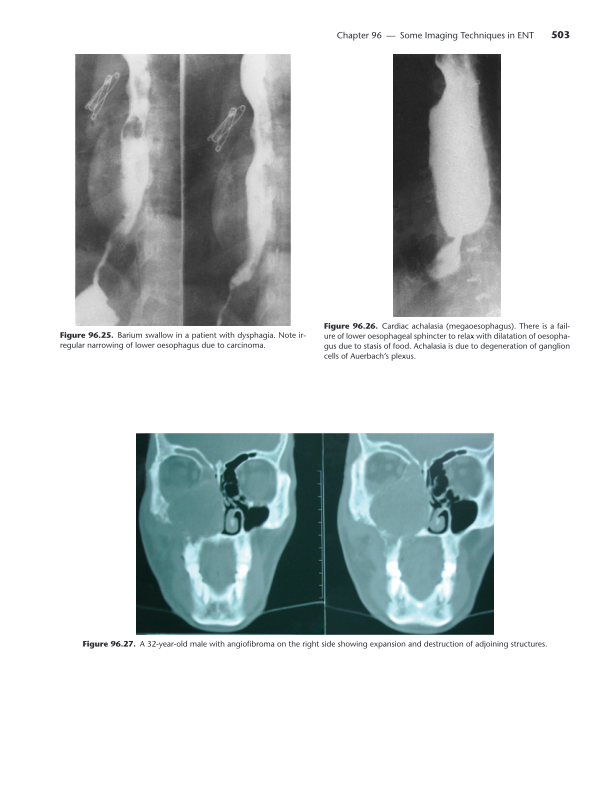 Chapter 96 — Some Imaging Techniques in ENT 503
Figure 96.25. Barium swallow in a patient with dysphagia. Note ir-
regular narrowing of lower oesophagus due to carcinoma.
Figure 96.26. Cardiac achalasia (megaoesophagus). There is a fail-
ure of lower oesophageal sphincter to relax with dilatation of oesopha-
gus due to stasis of food. Achalasia is due to degeneration of ganglion
cells of Auerbach’s plexus.
Figure 96.27. A 32-year-old male with angiofibroma on the right side showing expansion and destruction of adjoining structures.